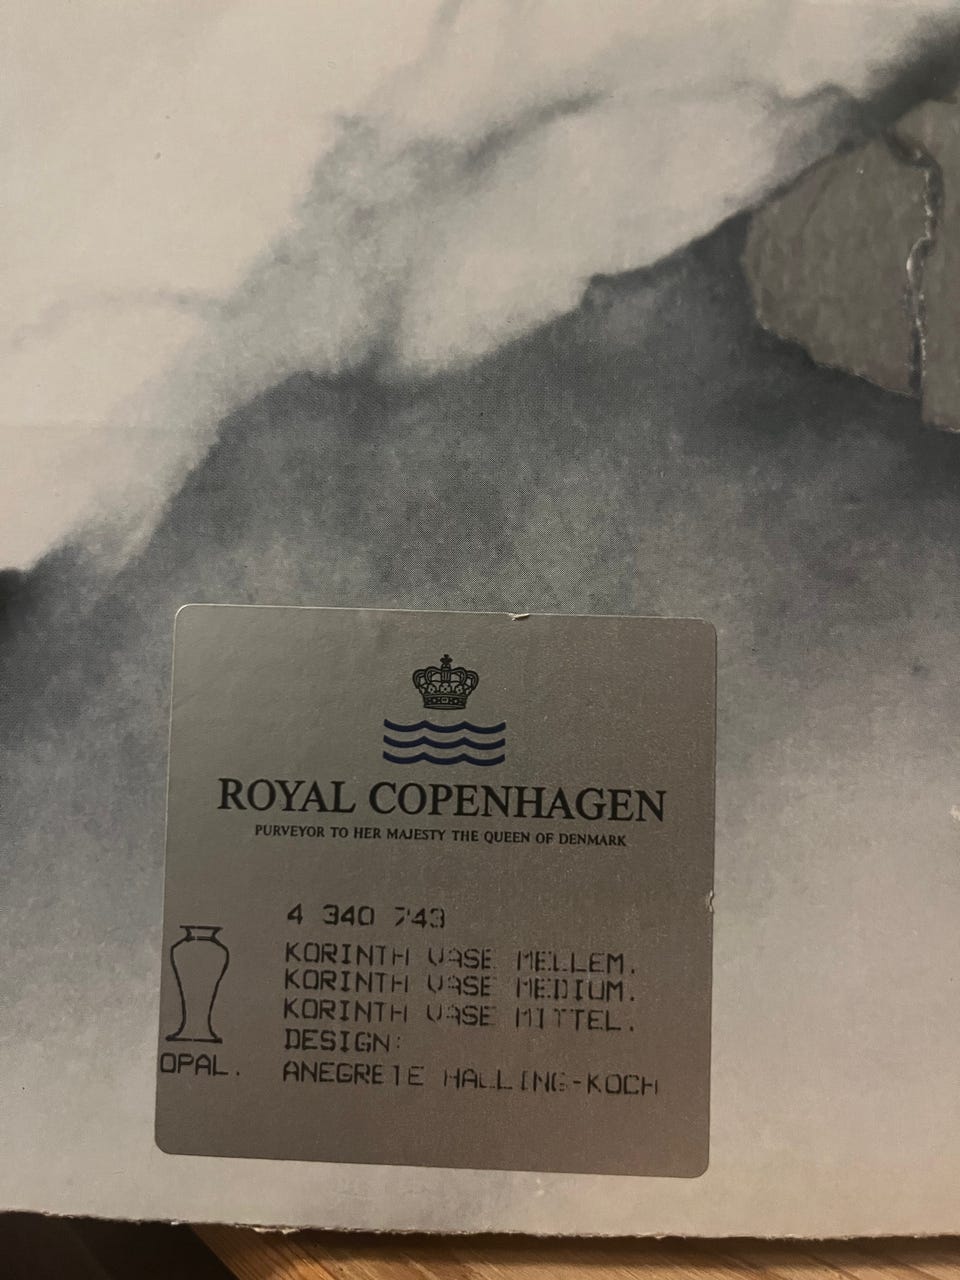 ROYAL COPENHAGEN
PURVEYOR TO HER MAJESTY THE QUEEN OF DENMARK
4 340 743
KORINTH VASE MELLEM.
KORINTH VASE MEDIUM.
KORINTH VASE MITTEL.
DESIGN:
OPAL.
ANEGRETE HALLING-KOCH